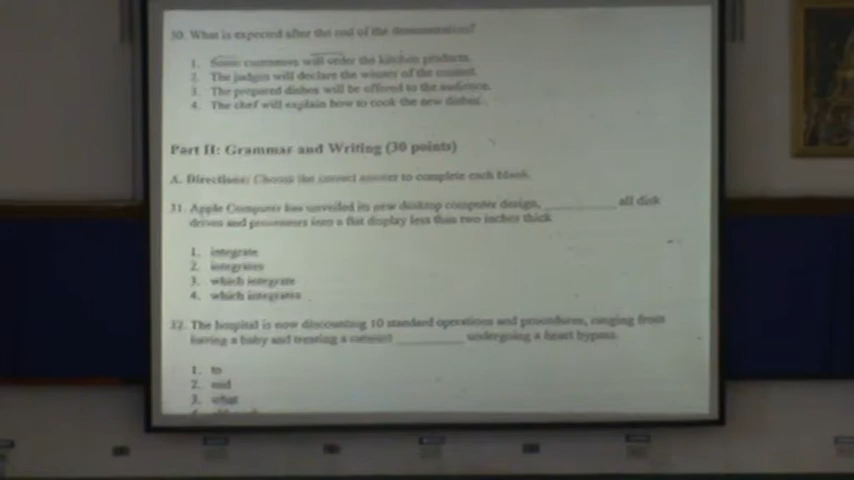 30. What is expected after the end of the demonstration?
1. Some customers will order the kitchen products.
2. The judges will declare the winner of the contest.
3. The prepared dishes will be offered to the audience.
4. The chef will explain how to cook the new dishes.
Part II: Grammar and Writing (30 points)
A. Directions: Choose the correct answer to complete each blank.
31. Apple Computer has unveiled its new desktop computer design, __________ all disk
drives and processors into a flat display less than two inches thick
1. integrate
2. integrates
3. which integrate
4. which integrates
32. The hospital is now discounting 10 standard operations and procedures, ranging from
having a baby and treating a cataract __________ undergoing a heart bypass.
1. to
2. and
3. what